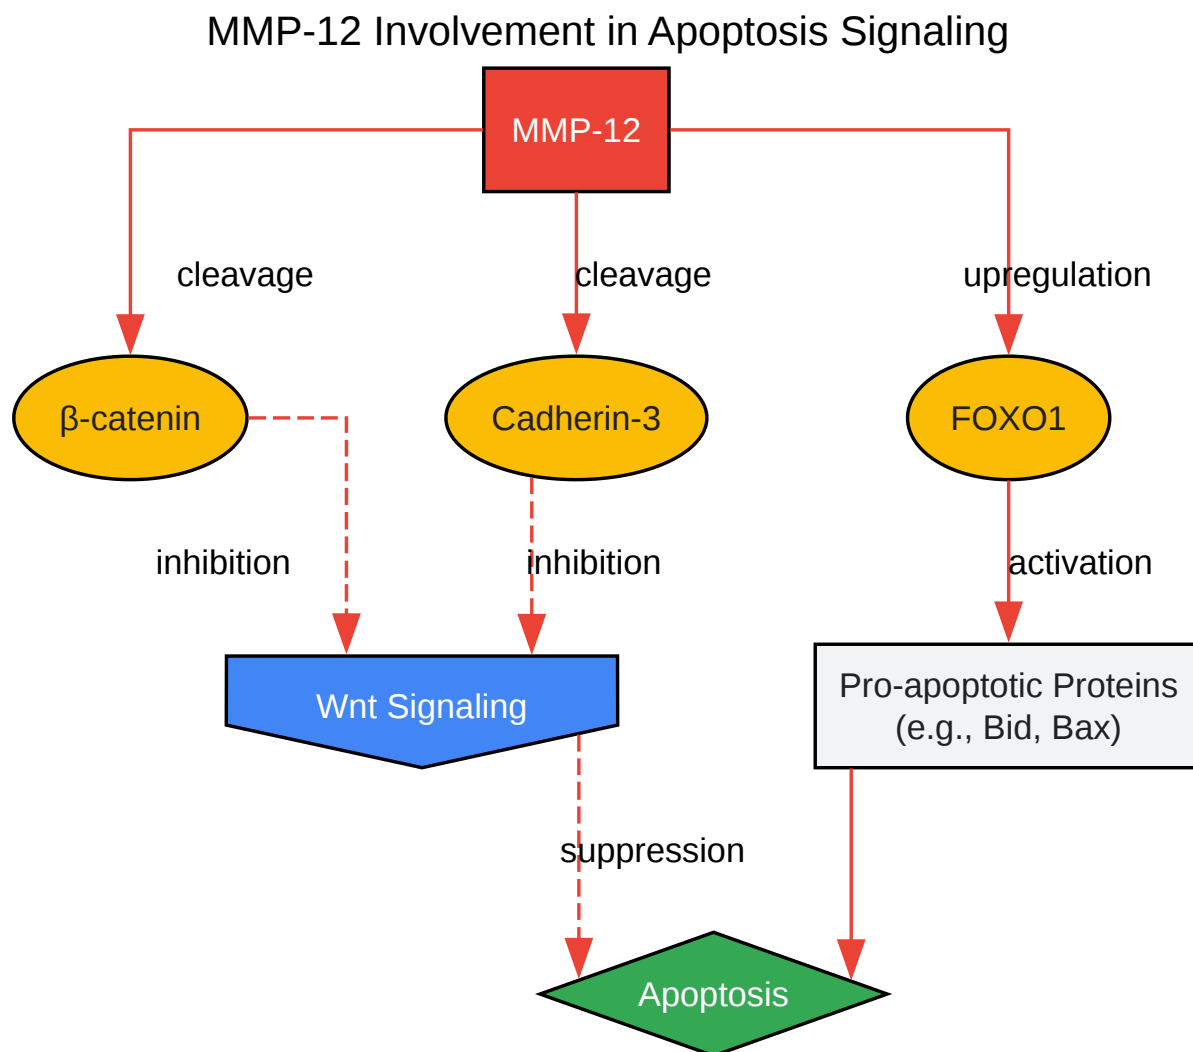 MMP-12 Involvement in Apoptosis Signaling
MMP-12
cleavage
cleavage
upregulation
β-catenin
Cadherin-3
FOXO1
inhibition
inhibition
activation
Wnt Signaling
Pro-apoptotic Proteins
(e.g., Bid, Bax)
suppression
Apoptosis